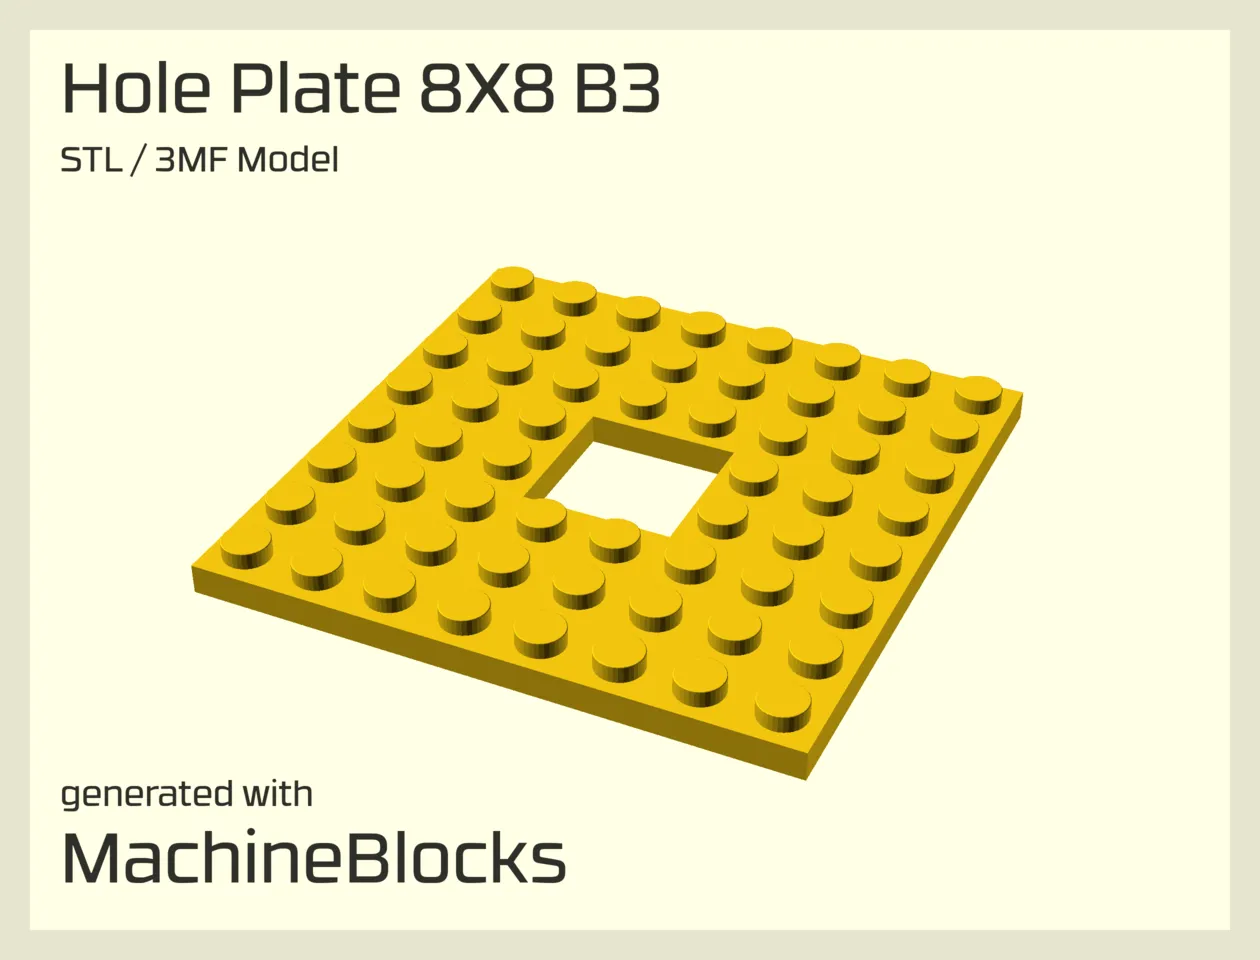 Hole Plate 8X8 B3
STL / 3MF Model
generated with
MachineBlocks